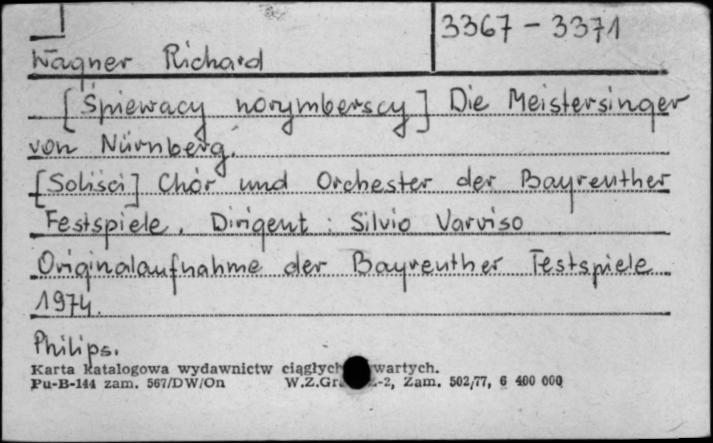 3367 - 3371
Wagner Richard
[Śpiewacy norymberscy] Die Meistersinger
von Nürnberg.
[Soliści] Chor und Orchester der Bayreuther
Festspiele. Dirigent: Silvio Varviso
Originalaufnahme der Bayreuther Festspiele
1974.
Philips.
Karta katalogowa wydawnictw ciągłych wartych.
Pu-B-144 zam. 567/DW/On W.Z.Gr -2, Zam. 502/77, 6 400 000